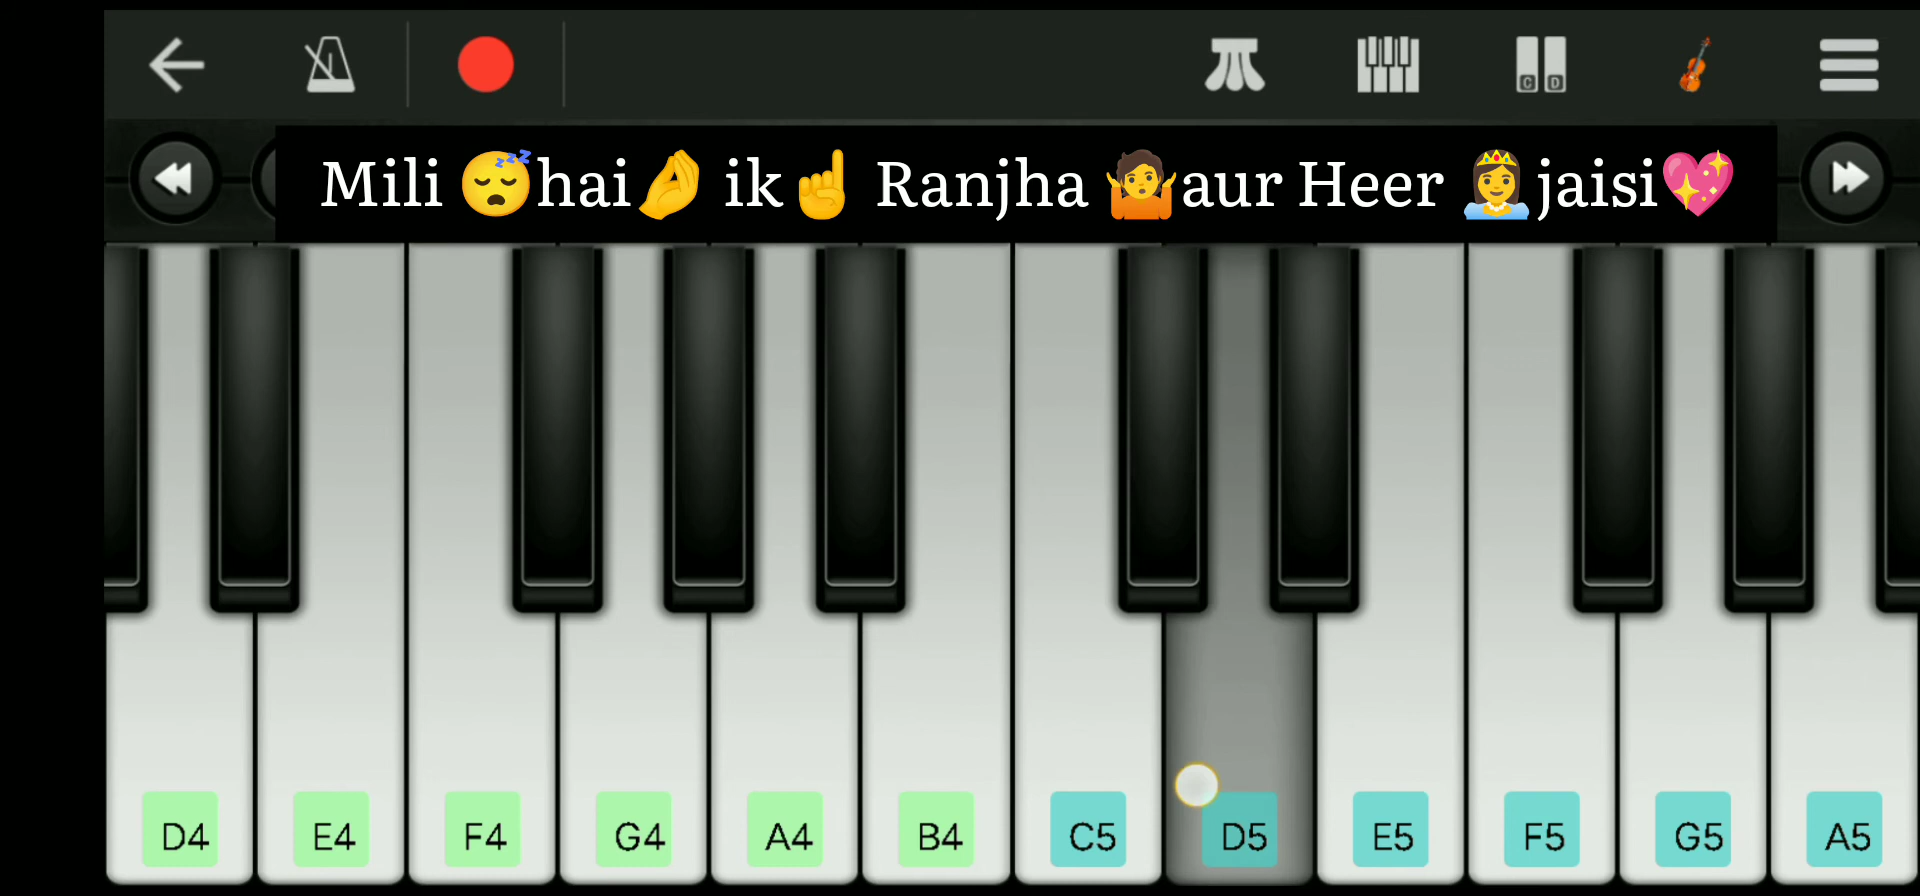 C D
Mili 😴hai🤌 ik☝️ Ranjha 🤷aur Heer 👸jaisi💖
D4 E4 F4 G4 A4 B4 C5 D5 E5 F5 G5 A5